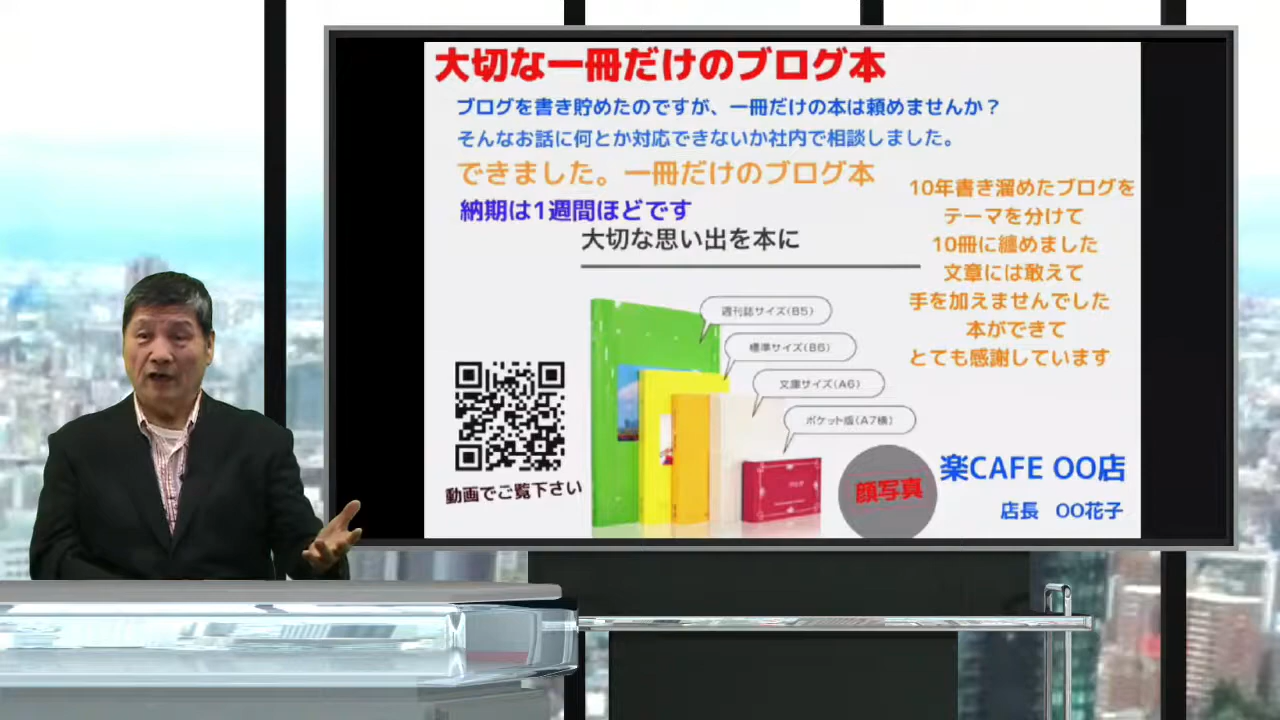 大切な一冊だけのブログ本
ブログを書き貯めたのですが、一冊だけの本は頼めませんか？
そんなお話に何とか対応できないか社内で相談しました。
できました。一冊だけのブログ本
納期は1週間ほどです
大切な思い出を本に
10年書き溜めたブログを
テーマを分けて
10冊に纏めました
文章には敢えて
手を加えませんでした
本ができて
とても感謝しています
週刊誌サイズ(B5)
標準サイズ(B6)
文庫サイズ(A6)
ポケット版(A7横)
動画でご覧下さい
顔写真
楽CAFE OO店
店長 OO花子